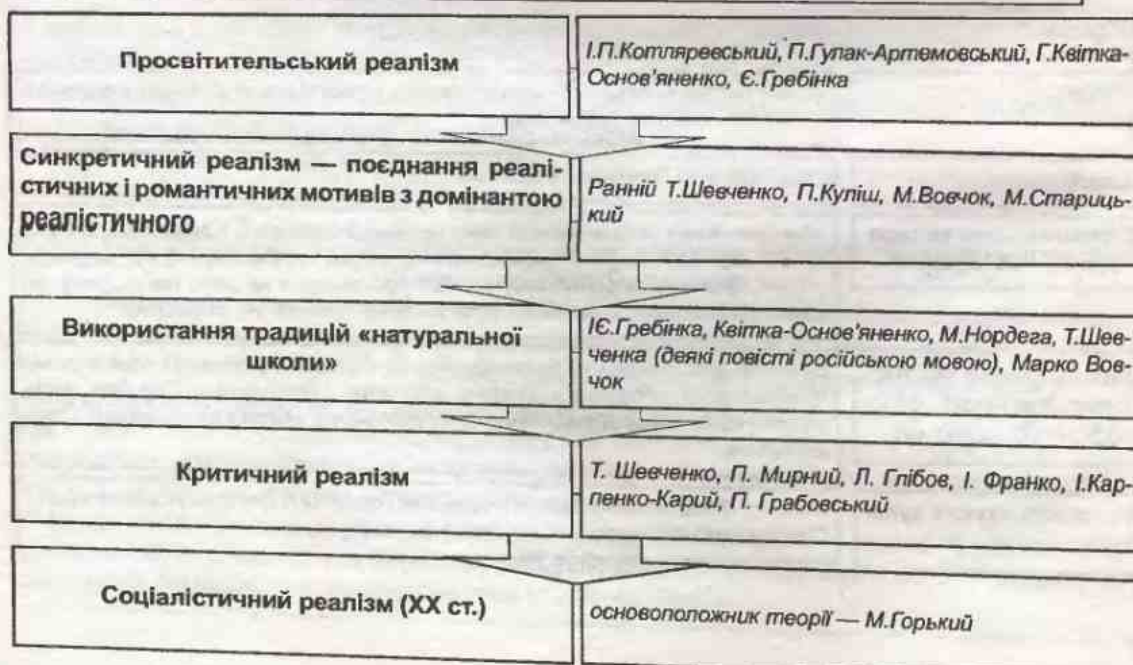 Просвітительський реалізм
І.П.Котляревський, П.Гулак-Артемовський, Г.Квітка-
Основ'яненко, Є.Гребінка
Синкретичний реалізм — поєднання реалі-
стичних і романтичних мотивів з домінантою
реалістичного
Ранній Т.Шевченко, П.Куліш, М.Вовчок, М.Стариць-
кий
Використання традицій «натуральної
школи»
ІЄ.Гребінка, Квітка-Основ'яненко, М.Нордега, Т.Шев-
ченка (деякі повісті російською мовою), Марко Вов-
чок
Критичний реалізм
Т. Шевченко, П. Мирний, Л. Глібов, І. Франко, І.Кар-
пенко-Карий, П. Грабовський
Соціалістичний реалізм (XX ст.)
основоположник теорії — М.Горький